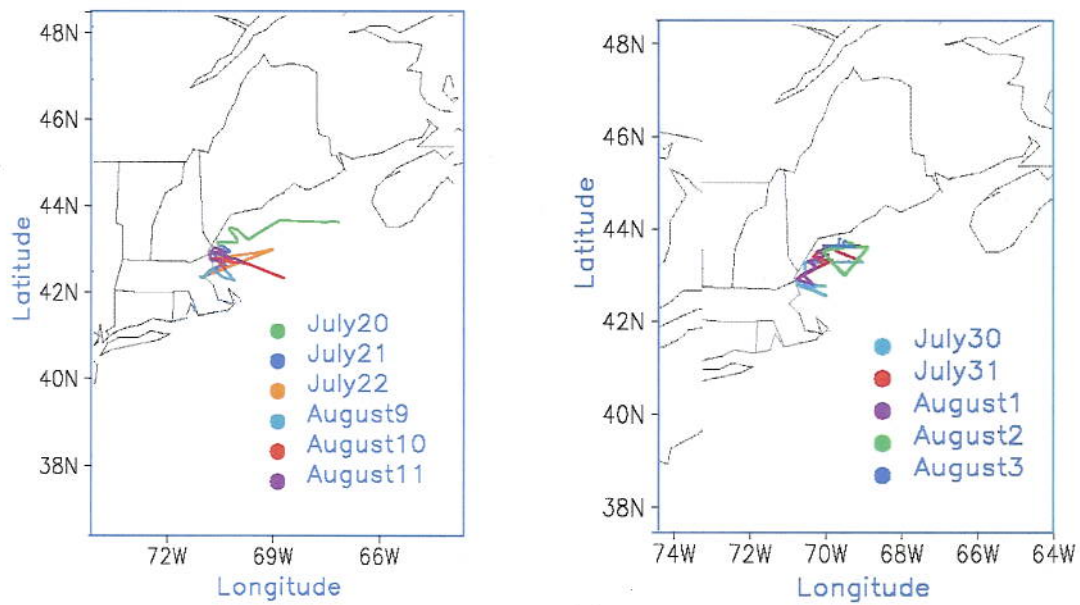 48N
46N
44N
42N
40N
38N
Latitude
July20
July21
July22
August9
August10
August11
72W 69W 66W
Longitude
48N
46N
44N
42N
40N
38N
Latitude
July30
July31
August1
August2
August3
74W 72W 70W 68W 66W 64W
Longitude